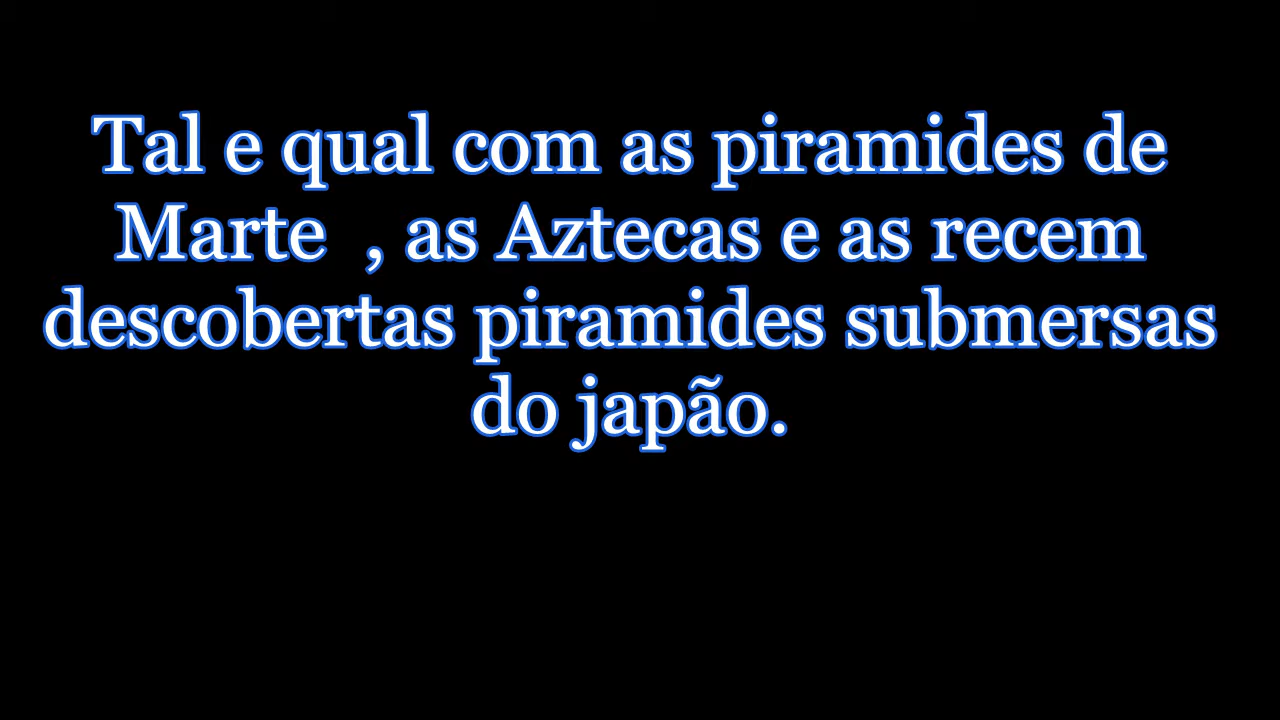 Tal e qual com as piramides de
Marte  , as Aztecas e as recem
descobertas piramides submersas
do japão.